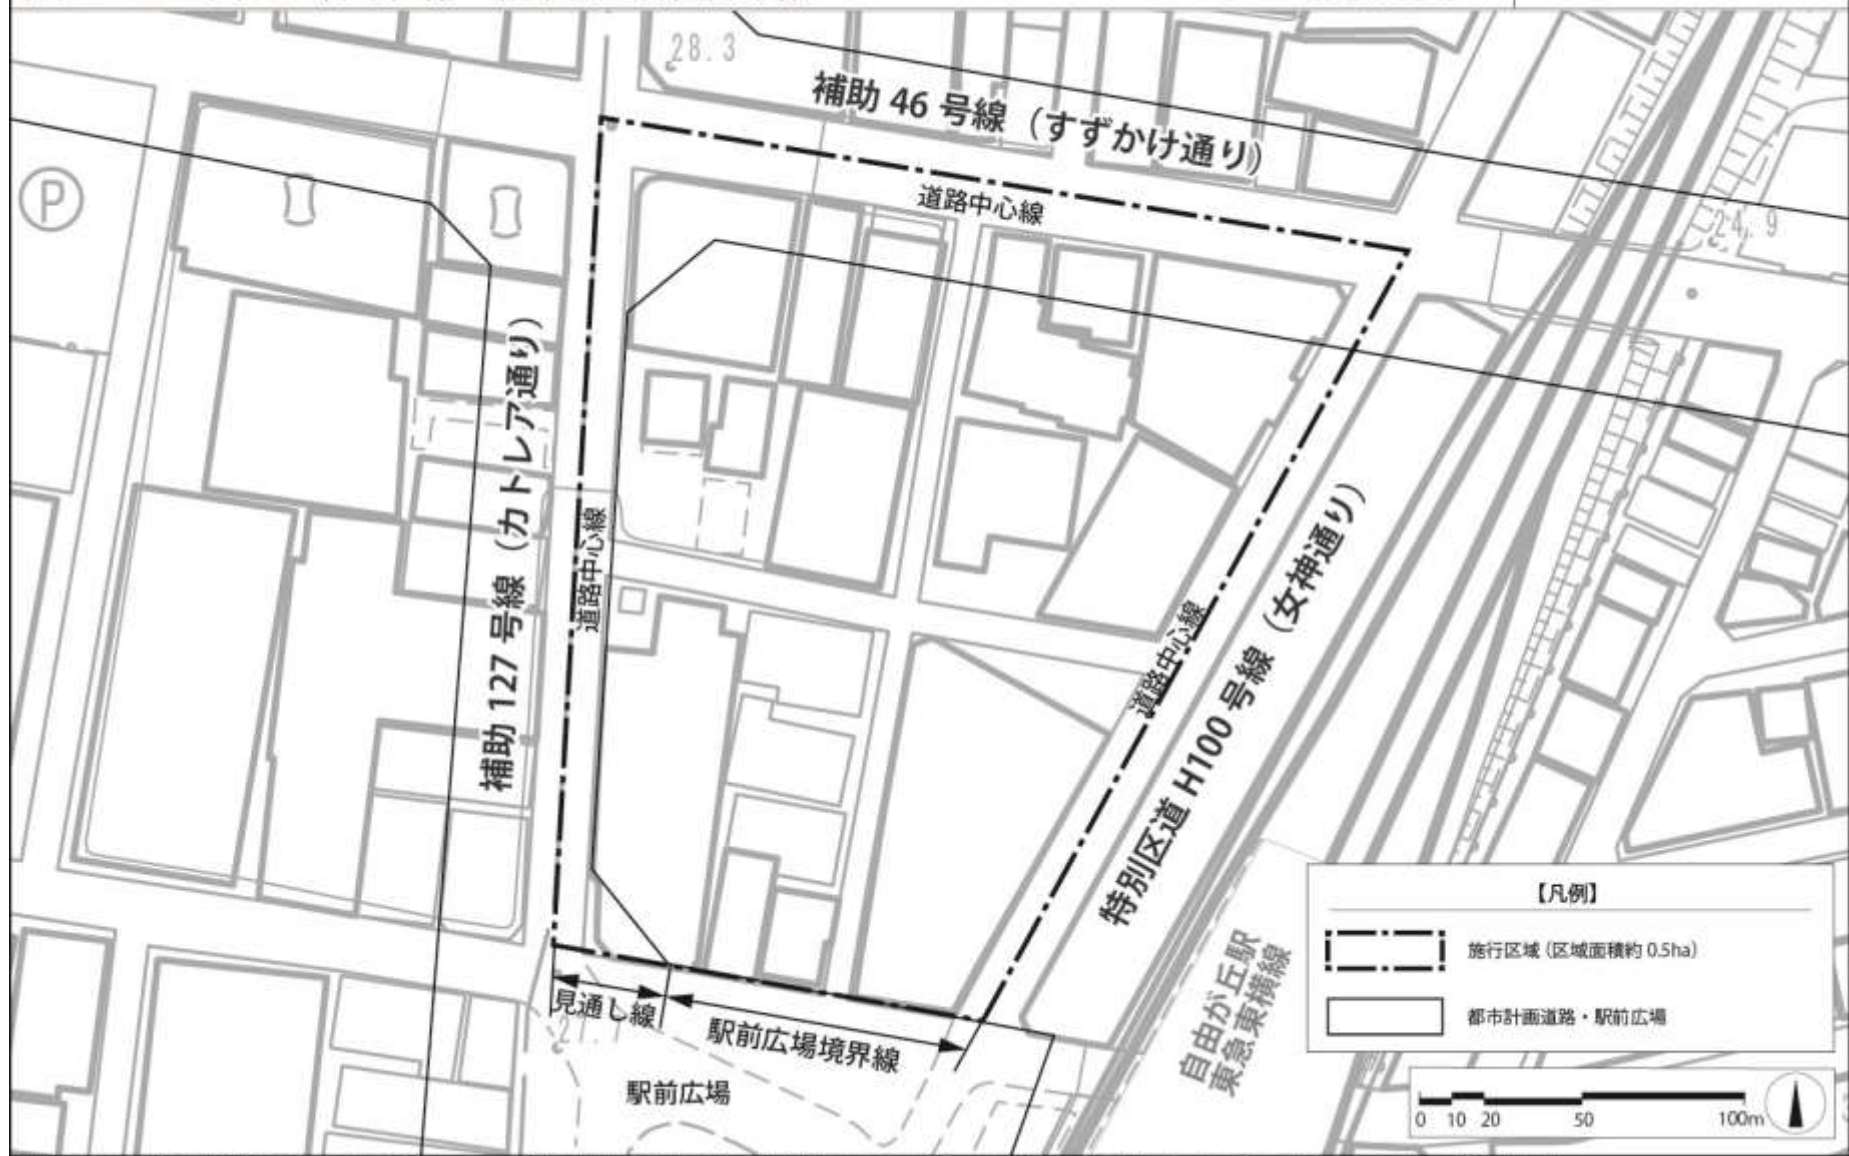 28.3
補助 46 号線（すずかけ通り）
道路中心線
P
24.9
補助 127 号線（カトレア通り）
道路中心線
道路中心線
特別区道 H100 号線（女神通り）
自由が丘駅
東急東横線
見通し線
駅前広場境界線
駅前広場
【凡例】
施行区域（区域面積約 0.5ha）
都市計画道路・駅前広場
0 10 20 50 100m